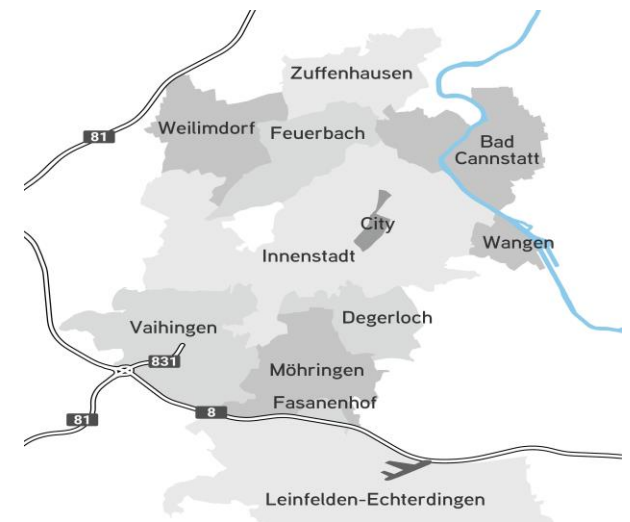 Zuffenhausen
Weilimdorf
Feuerbach
81
Bad
Cannstatt
City
Wangen
Innenstadt
Degerloch
Vaihingen
831
Möhringen
Fasanenhof
8
81
Leinfelden-Echterdingen